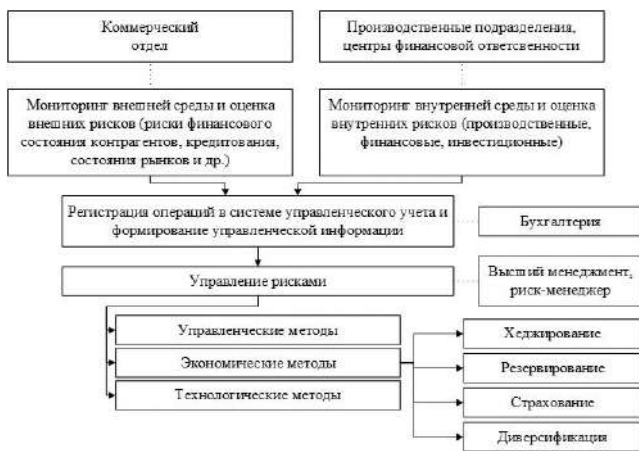 Коммерческий
отдел
Производственные подразделения,
центры финансовой ответсвенности
Мониторинг внешней среды и оценка
внешних рисков (риски финансового
состояния контрагентов, кредитования,
состояния рынков и др.)
Мониторинг внутренней среды и оценка
внутренних рисков (производственные,
финансовые, инвестиционные)
Регистрация операций в системе управленческого учета и
формирование управленческой информации
Бухгалтерия
Управление рисками
Высший менеджмент,
риск-менеджер
Управленческие методы
Экономические методы
Технологические методы
Хеджирование
Резервирование
Страхование
Диверсификация